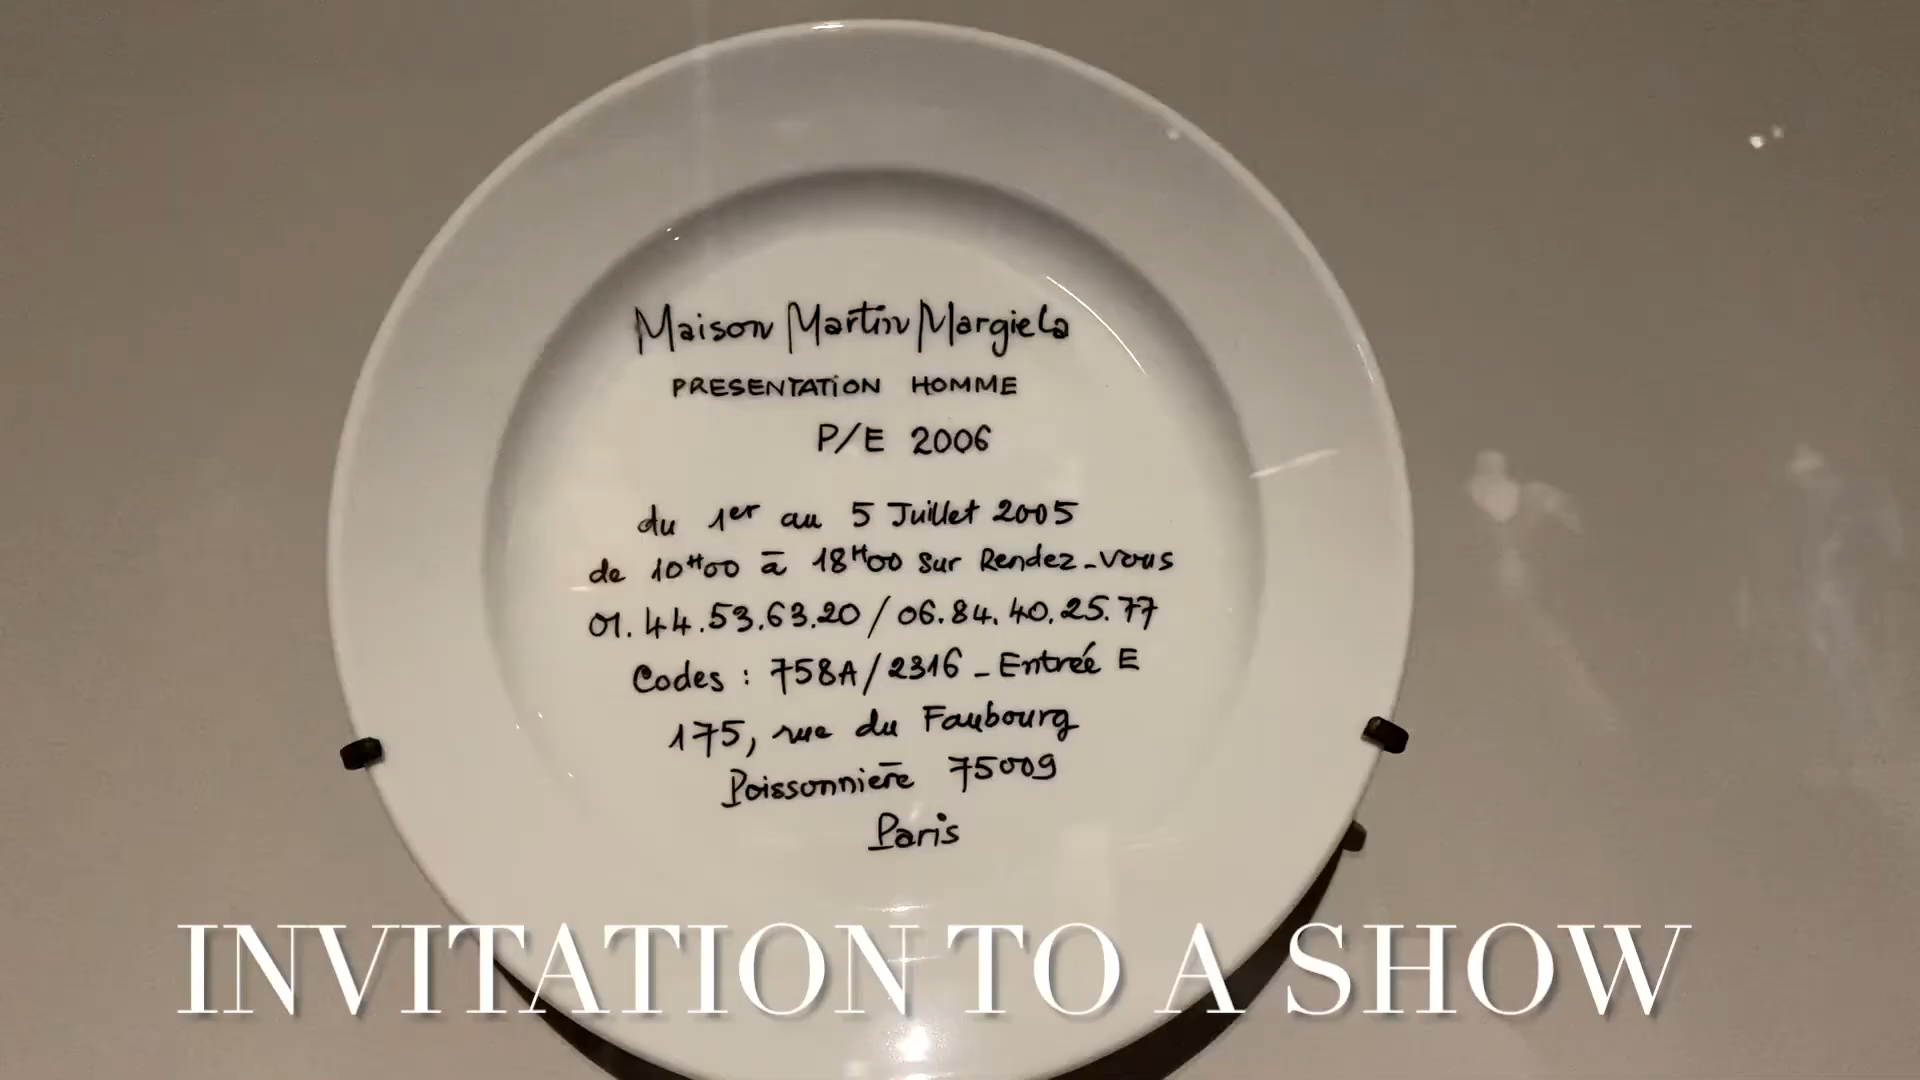 Maison Martin Margiela
PRESENTATION HOMME
P/E 2006
du 1er au 5 Juillet 2005
de 10H00 à 18H00 sur Rendez-vous
01.44.53.63.20 / 06.84.40.25.77
Codes : 758A/2316 - Entrée E
175, rue du Faubourg
Poissonnière 75009
Paris
INVITATION TO A SHOW